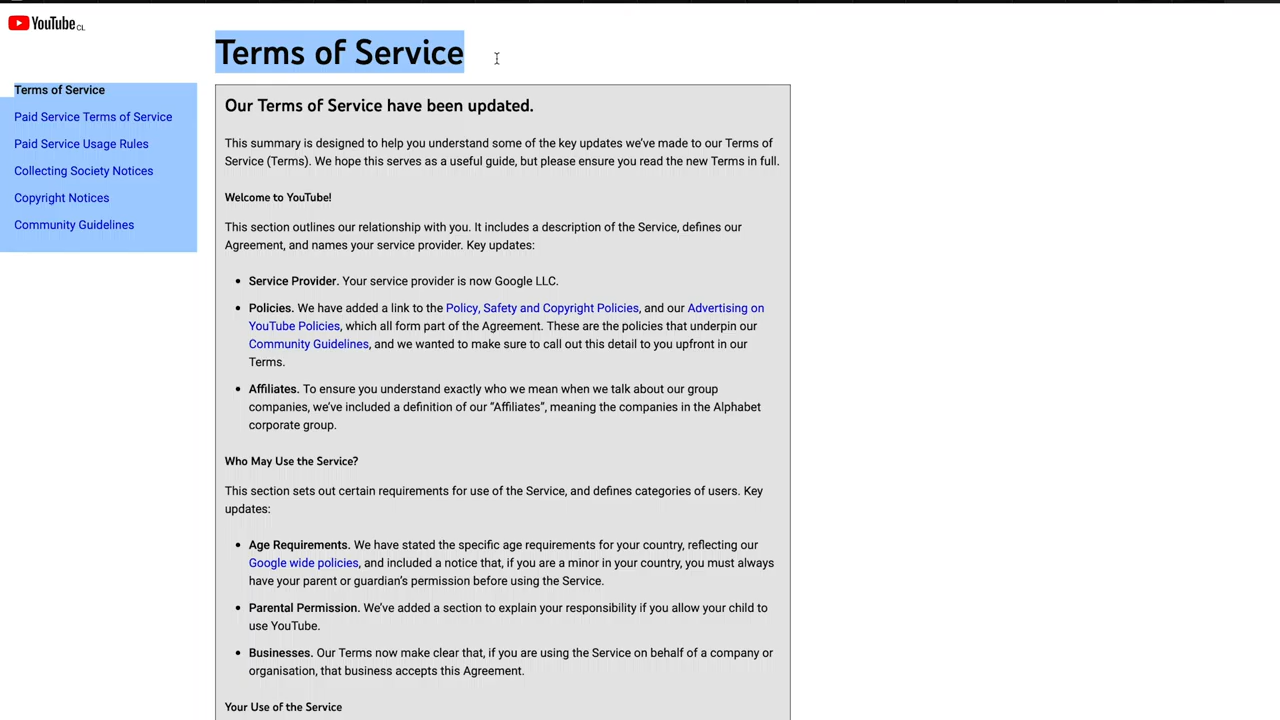 YouTube CL
Terms of Service
Terms of Service
Paid Service Terms of Service
Paid Service Usage Rules
Collecting Society Notices
Copyright Notices
Community Guidelines
Our Terms of Service have been updated.
This summary is designed to help you understand some of the key updates we've made to our Terms of
Service (Terms). We hope this serves as a useful guide, but please ensure you read the new Terms in full.
Welcome to YouTube!
This section outlines our relationship with you. It includes a description of the Service, defines our
Agreement, and names your service provider. Key updates:
• Service Provider. Your service provider is now Google LLC.
• Policies. We have added a link to the Policy, Safety and Copyright Policies, and our Advertising on
YouTube Policies, which all form part of the Agreement. These are the policies that underpin our
Community Guidelines, and we wanted to make sure to call out this detail to you upfront in our
Terms.
• Affiliates. To ensure you understand exactly who we mean when we talk about our group
companies, we've included a definition of our "Affiliates", meaning the companies in the Alphabet
corporate group.
Who May Use the Service?
This section sets out certain requirements for use of the Service, and defines categories of users. Key
updates:
• Age Requirements. We have stated the specific age requirements for your country, reflecting our
Google wide policies, and included a notice that, if you are a minor in your country, you must always
have your parent or guardian's permission before using the Service.
• Parental Permission. We've added a section to explain your responsibility if you allow your child to
use YouTube.
• Businesses. Our Terms now make clear that, if you are using the Service on behalf of a company or
organisation, that business accepts this Agreement.
Your Use of the Service